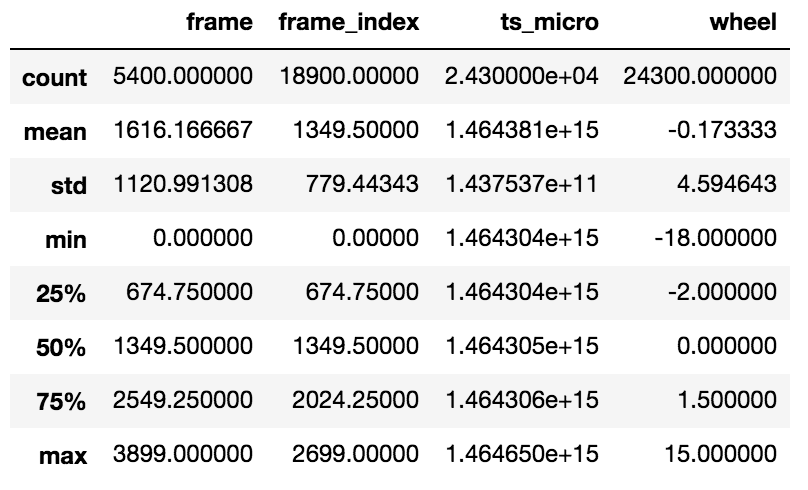 frame frame_index ts_micro wheel
count 5400.000000 18900.00000 2.430000e+04 24300.000000
mean 1616.166667 1349.50000 1.464381e+15 -0.173333
std 1120.991308 779.44343 1.437537e+11 4.594643
min 0.000000 0.00000 1.464304e+15 -18.000000
25% 674.750000 674.75000 1.464304e+15 -2.000000
50% 1349.500000 1349.50000 1.464305e+15 0.000000
75% 2549.250000 2024.25000 1.464306e+15 1.500000
max 3899.000000 2699.00000 1.464650e+15 15.000000